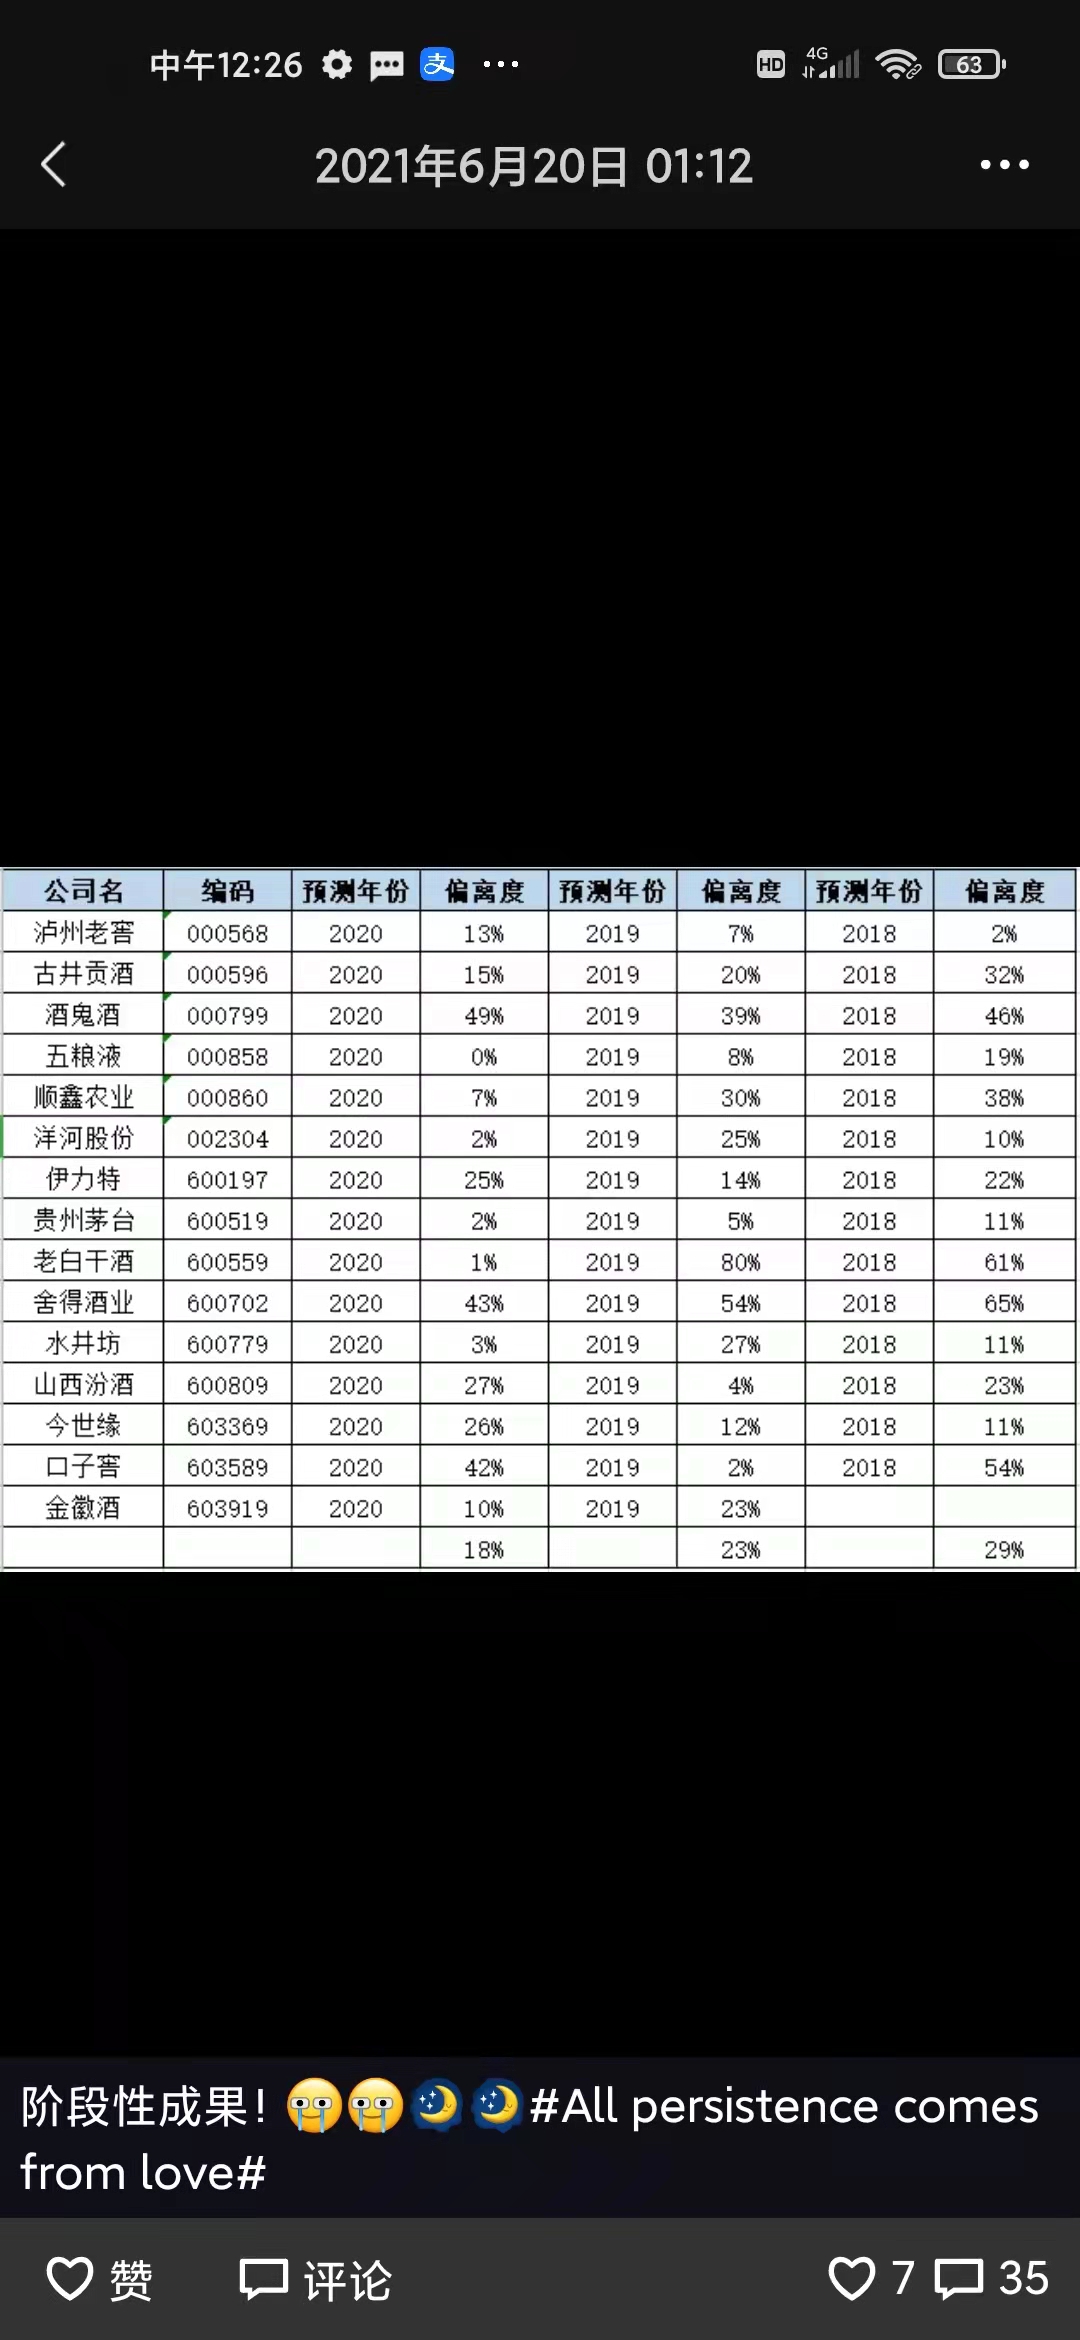 中午12:26 支 ... HD 4G 63
2021年6月20日 01:12
公司名 编码 预测年份 偏离度 预测年份 偏离度 预测年份 偏离度
泸州老窖 000568 2020 13% 2019 7% 2018 2%
古井贡酒 000596 2020 15% 2019 20% 2018 32%
酒鬼酒 000799 2020 49% 2019 39% 2018 46%
五粮液 000858 2020 0% 2019 8% 2018 19%
顺鑫农业 000860 2020 7% 2019 30% 2018 38%
洋河股份 002304 2020 2% 2019 25% 2018 10%
伊力特 600197 2020 25% 2019 14% 2018 22%
贵州茅台 600519 2020 2% 2019 5% 2018 11%
老白干酒 600559 2020 1% 2019 80% 2018 61%
舍得酒业 600702 2020 43% 2019 54% 2018 65%
水井坊 600779 2020 3% 2019 27% 2018 11%
山西汾酒 600809 2020 27% 2019 4% 2018 23%
今世缘 603369 2020 26% 2019 12% 2018 11%
口子窖 603589 2020 42% 2019 2% 2018 54%
金徽酒 603919 2020 10% 2019 23%
18% 23% 29%
阶段性成果！😭😭🌙🌙#All persistence comes
from love#
赞 评论 7 35